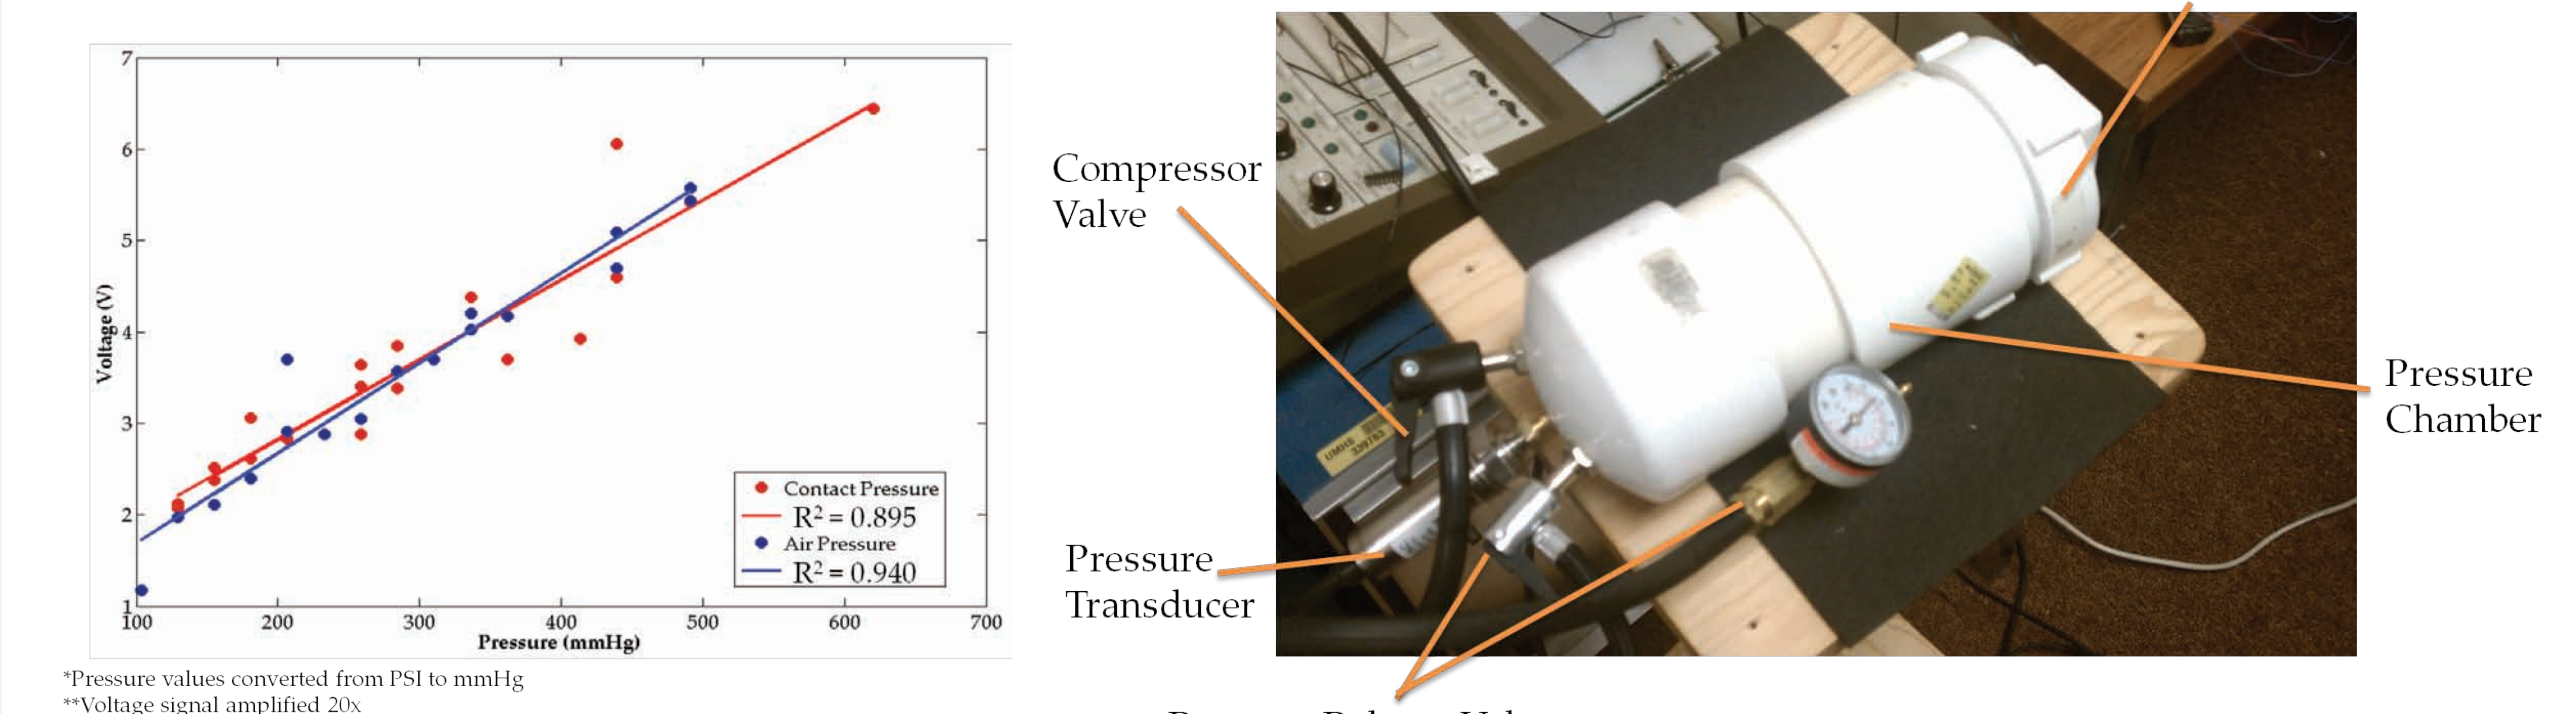 7
6
5
4
3
2
1
Voltage (V)
100 200 300 400 500 600 700
Pressure (mmHg)
Contact Pressure
R² = 0.895
Air Pressure
R² = 0.940
*Pressure values converted from PSI to mmHg
**Voltage signal amplified 20x
Compressor
Valve
Pressure
Transducer
Pressure
Chamber
UMHS
339763